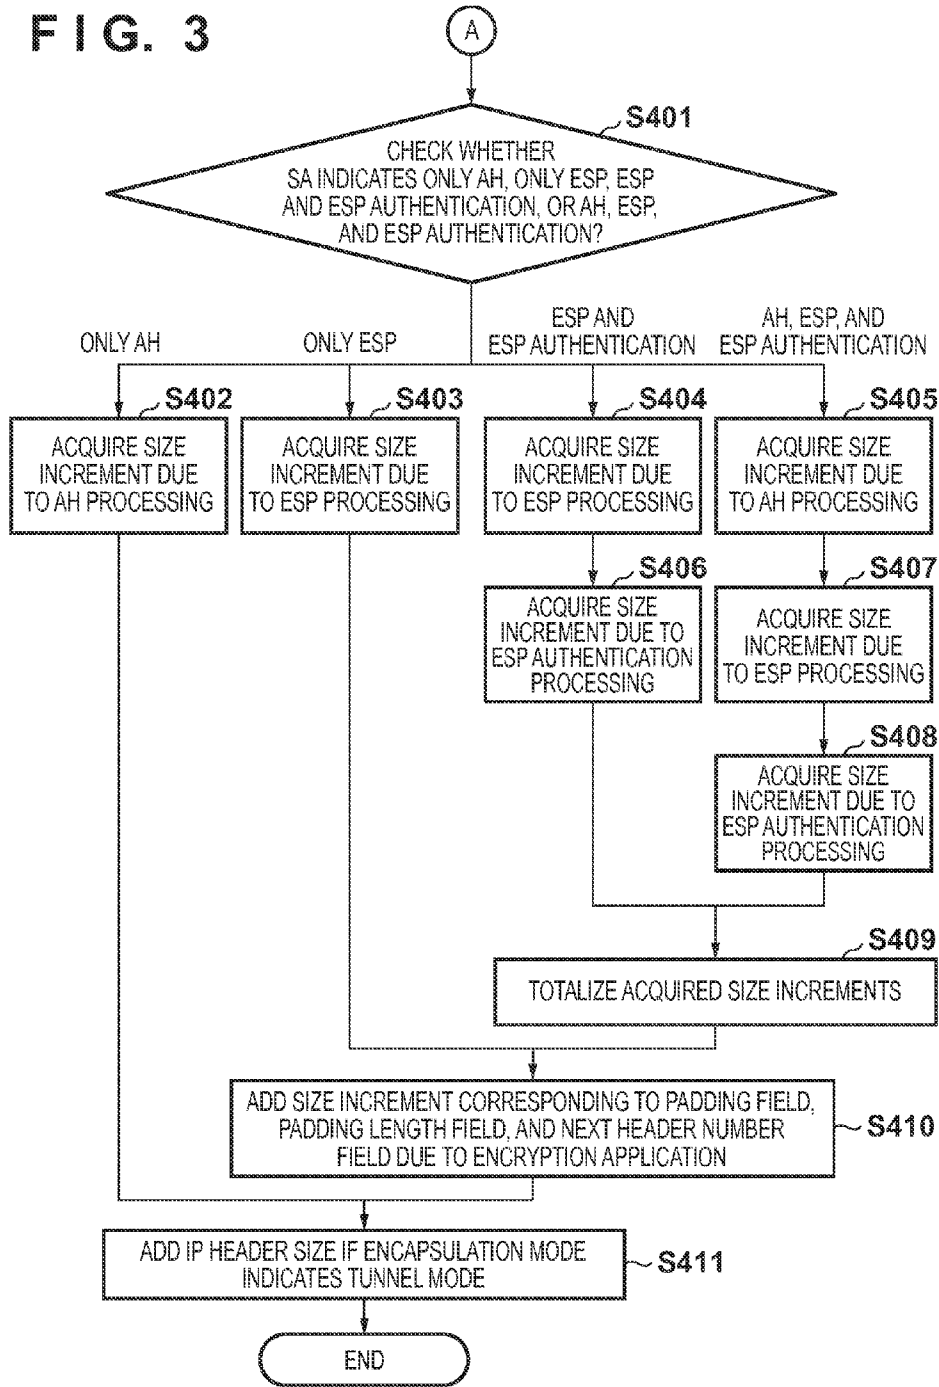 FIG. 3
A
S401
CHECK WHETHER
SA INDICATES ONLY AH, ONLY ESP, ESP
AND ESP AUTHENTICATION, OR AH, ESP,
AND ESP AUTHENTICATION?
ONLY AH
ONLY ESP
ESP AND
ESP AUTHENTICATION
AH, ESP, AND
ESP AUTHENTICATION
S402
ACQUIRE SIZE
INCREMENT DUE
TO AH PROCESSING
S403
ACQUIRE SIZE
INCREMENT DUE
TO ESP PROCESSING
S404
ACQUIRE SIZE
INCREMENT DUE
TO ESP PROCESSING
S405
ACQUIRE SIZE
INCREMENT DUE
TO AH PROCESSING
S406
ACQUIRE SIZE
INCREMENT DUE TO
ESP AUTHENTICATION
PROCESSING
S407
ACQUIRE SIZE
INCREMENT DUE
TO ESP PROCESSING
S408
ACQUIRE SIZE
INCREMENT DUE TO
ESP AUTHENTICATION
PROCESSING
S409
TOTALIZE ACQUIRED SIZE INCREMENTS
ADD SIZE INCREMENT CORRESPONDING TO PADDING FIELD,
PADDING LENGTH FIELD, AND NEXT HEADER NUMBER
FIELD DUE TO ENCRYPTION APPLICATION
S410
ADD IP HEADER SIZE IF ENCAPSULATION MODE
INDICATES TUNNEL MODE
S411
END